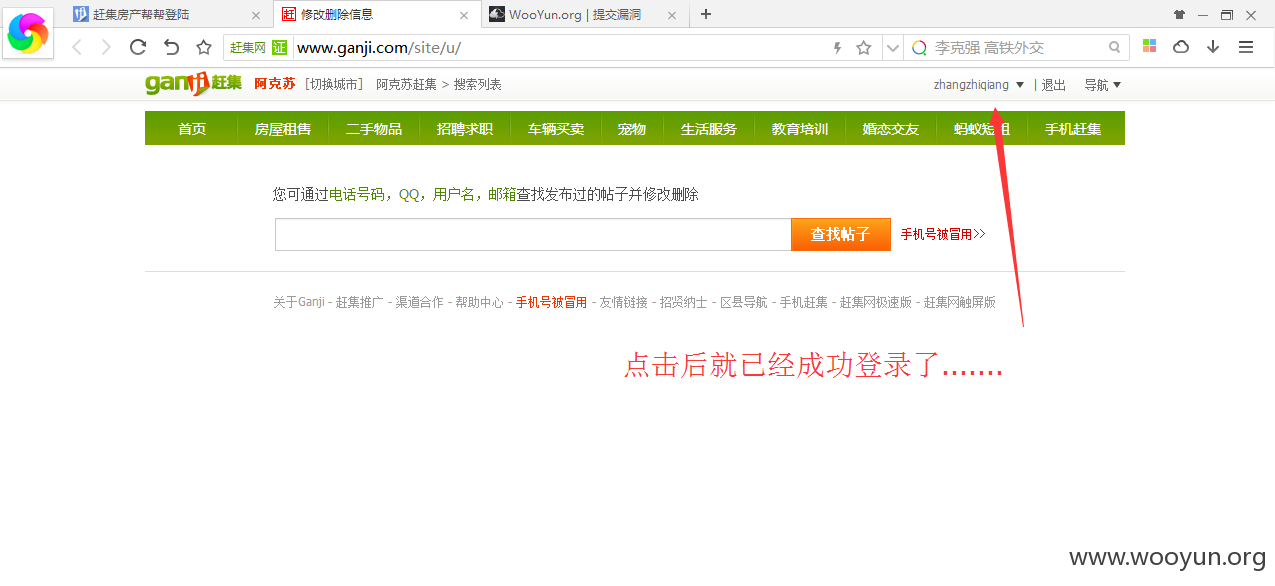 赶集房产帮帮登陆 修改删除信息 WooYun.org | 提交漏洞
赶集网 证 www.ganji.com/site/u/ 李克强 高铁外交
ganji赶集 阿克苏 [切换城市] 阿克苏赶集 > 搜索列表 zhangzhiqiang ▼ | 退出 导航▼
首页 房屋租售 二手物品 招聘求职 车辆买卖 宠物 生活服务 教育培训 婚恋交友 蚂蚁短租 手机赶集
您可通过电话号码，QQ，用户名，邮箱查找发布过的帖子并修改删除
查找帖子 手机号被冒用>>
关于Ganji - 赶集推广 - 渠道合作 - 帮助中心 - 手机号被冒用 - 友情链接 - 招贤纳士 - 区县导航 - 手机赶集 - 赶集网极速版 - 赶集网触屏版
点击后就已经成功登录了.......
www.wooyun.org